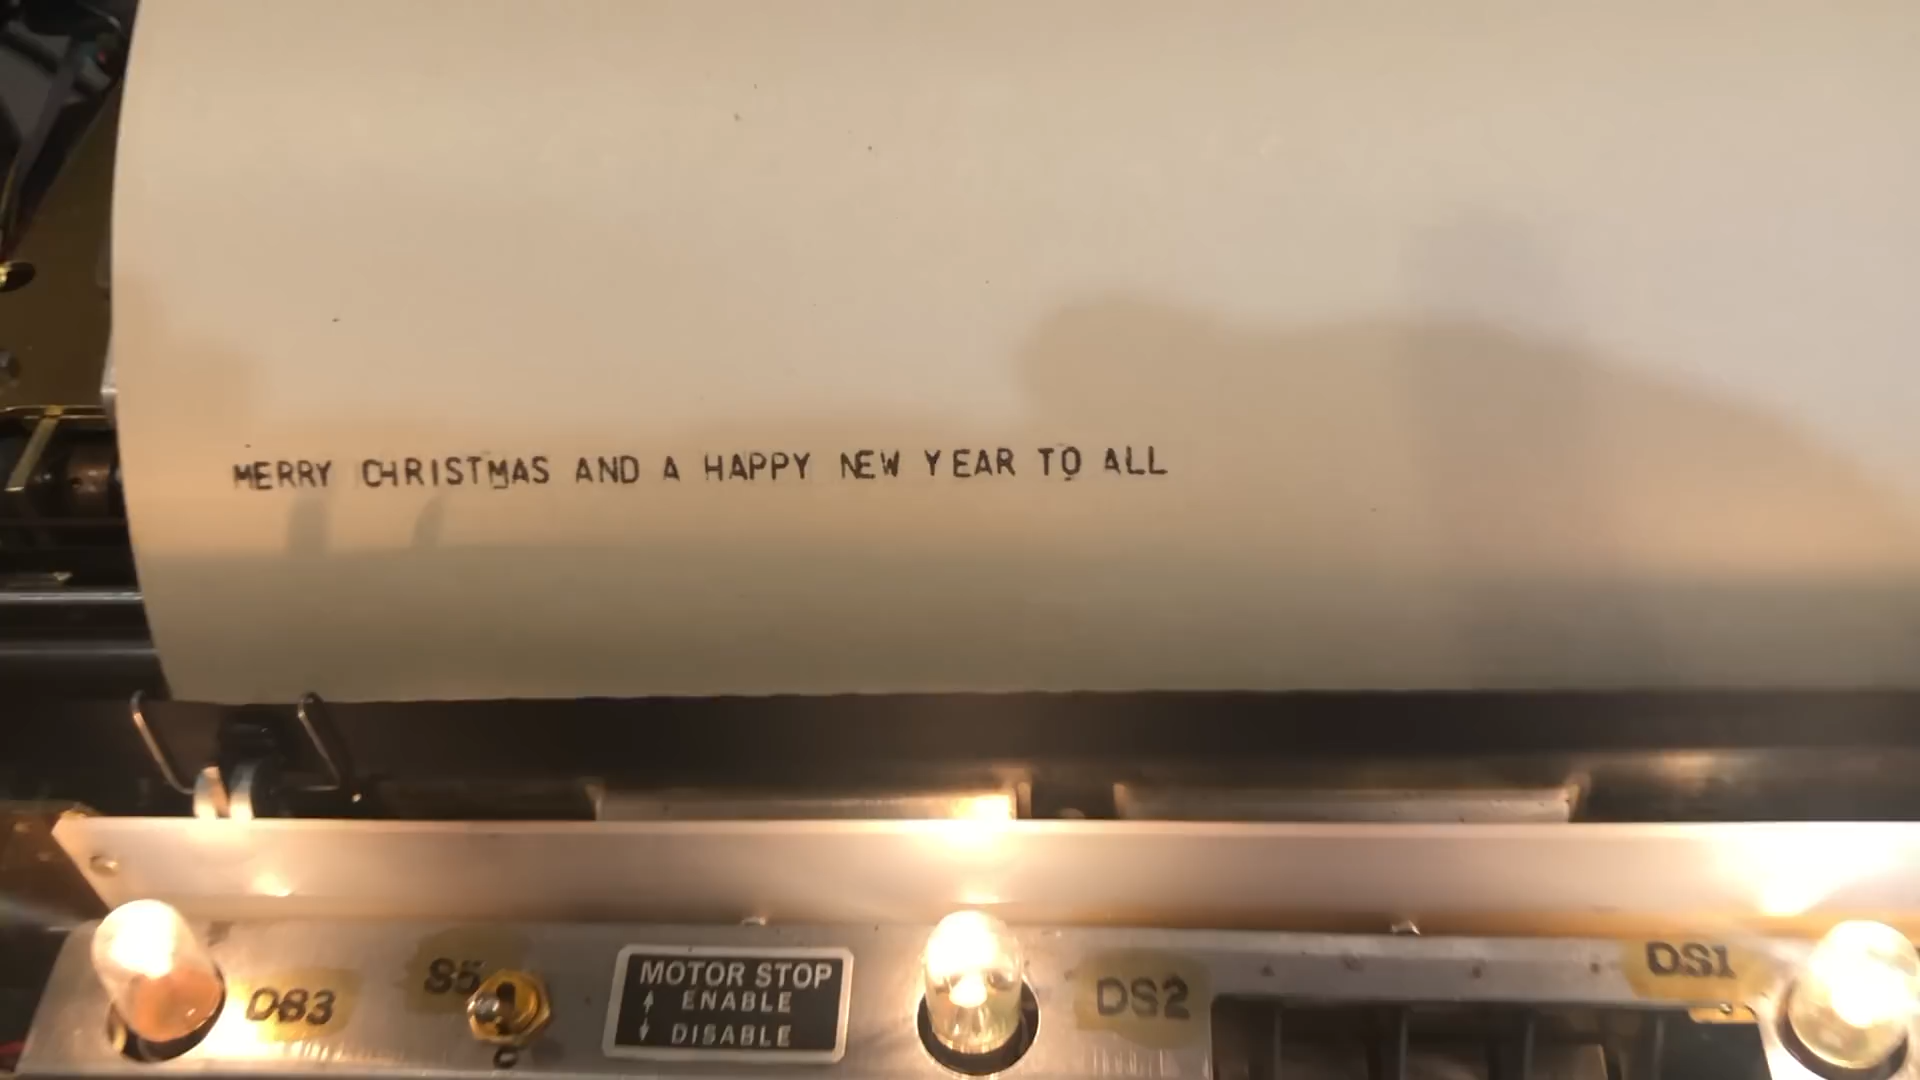 MERRY CHRISTMAS AND A HAPPY NEW YEAR TO ALL
DS3
S5
MOTOR STOP
ENABLE
DISABLE
DS2
DS1